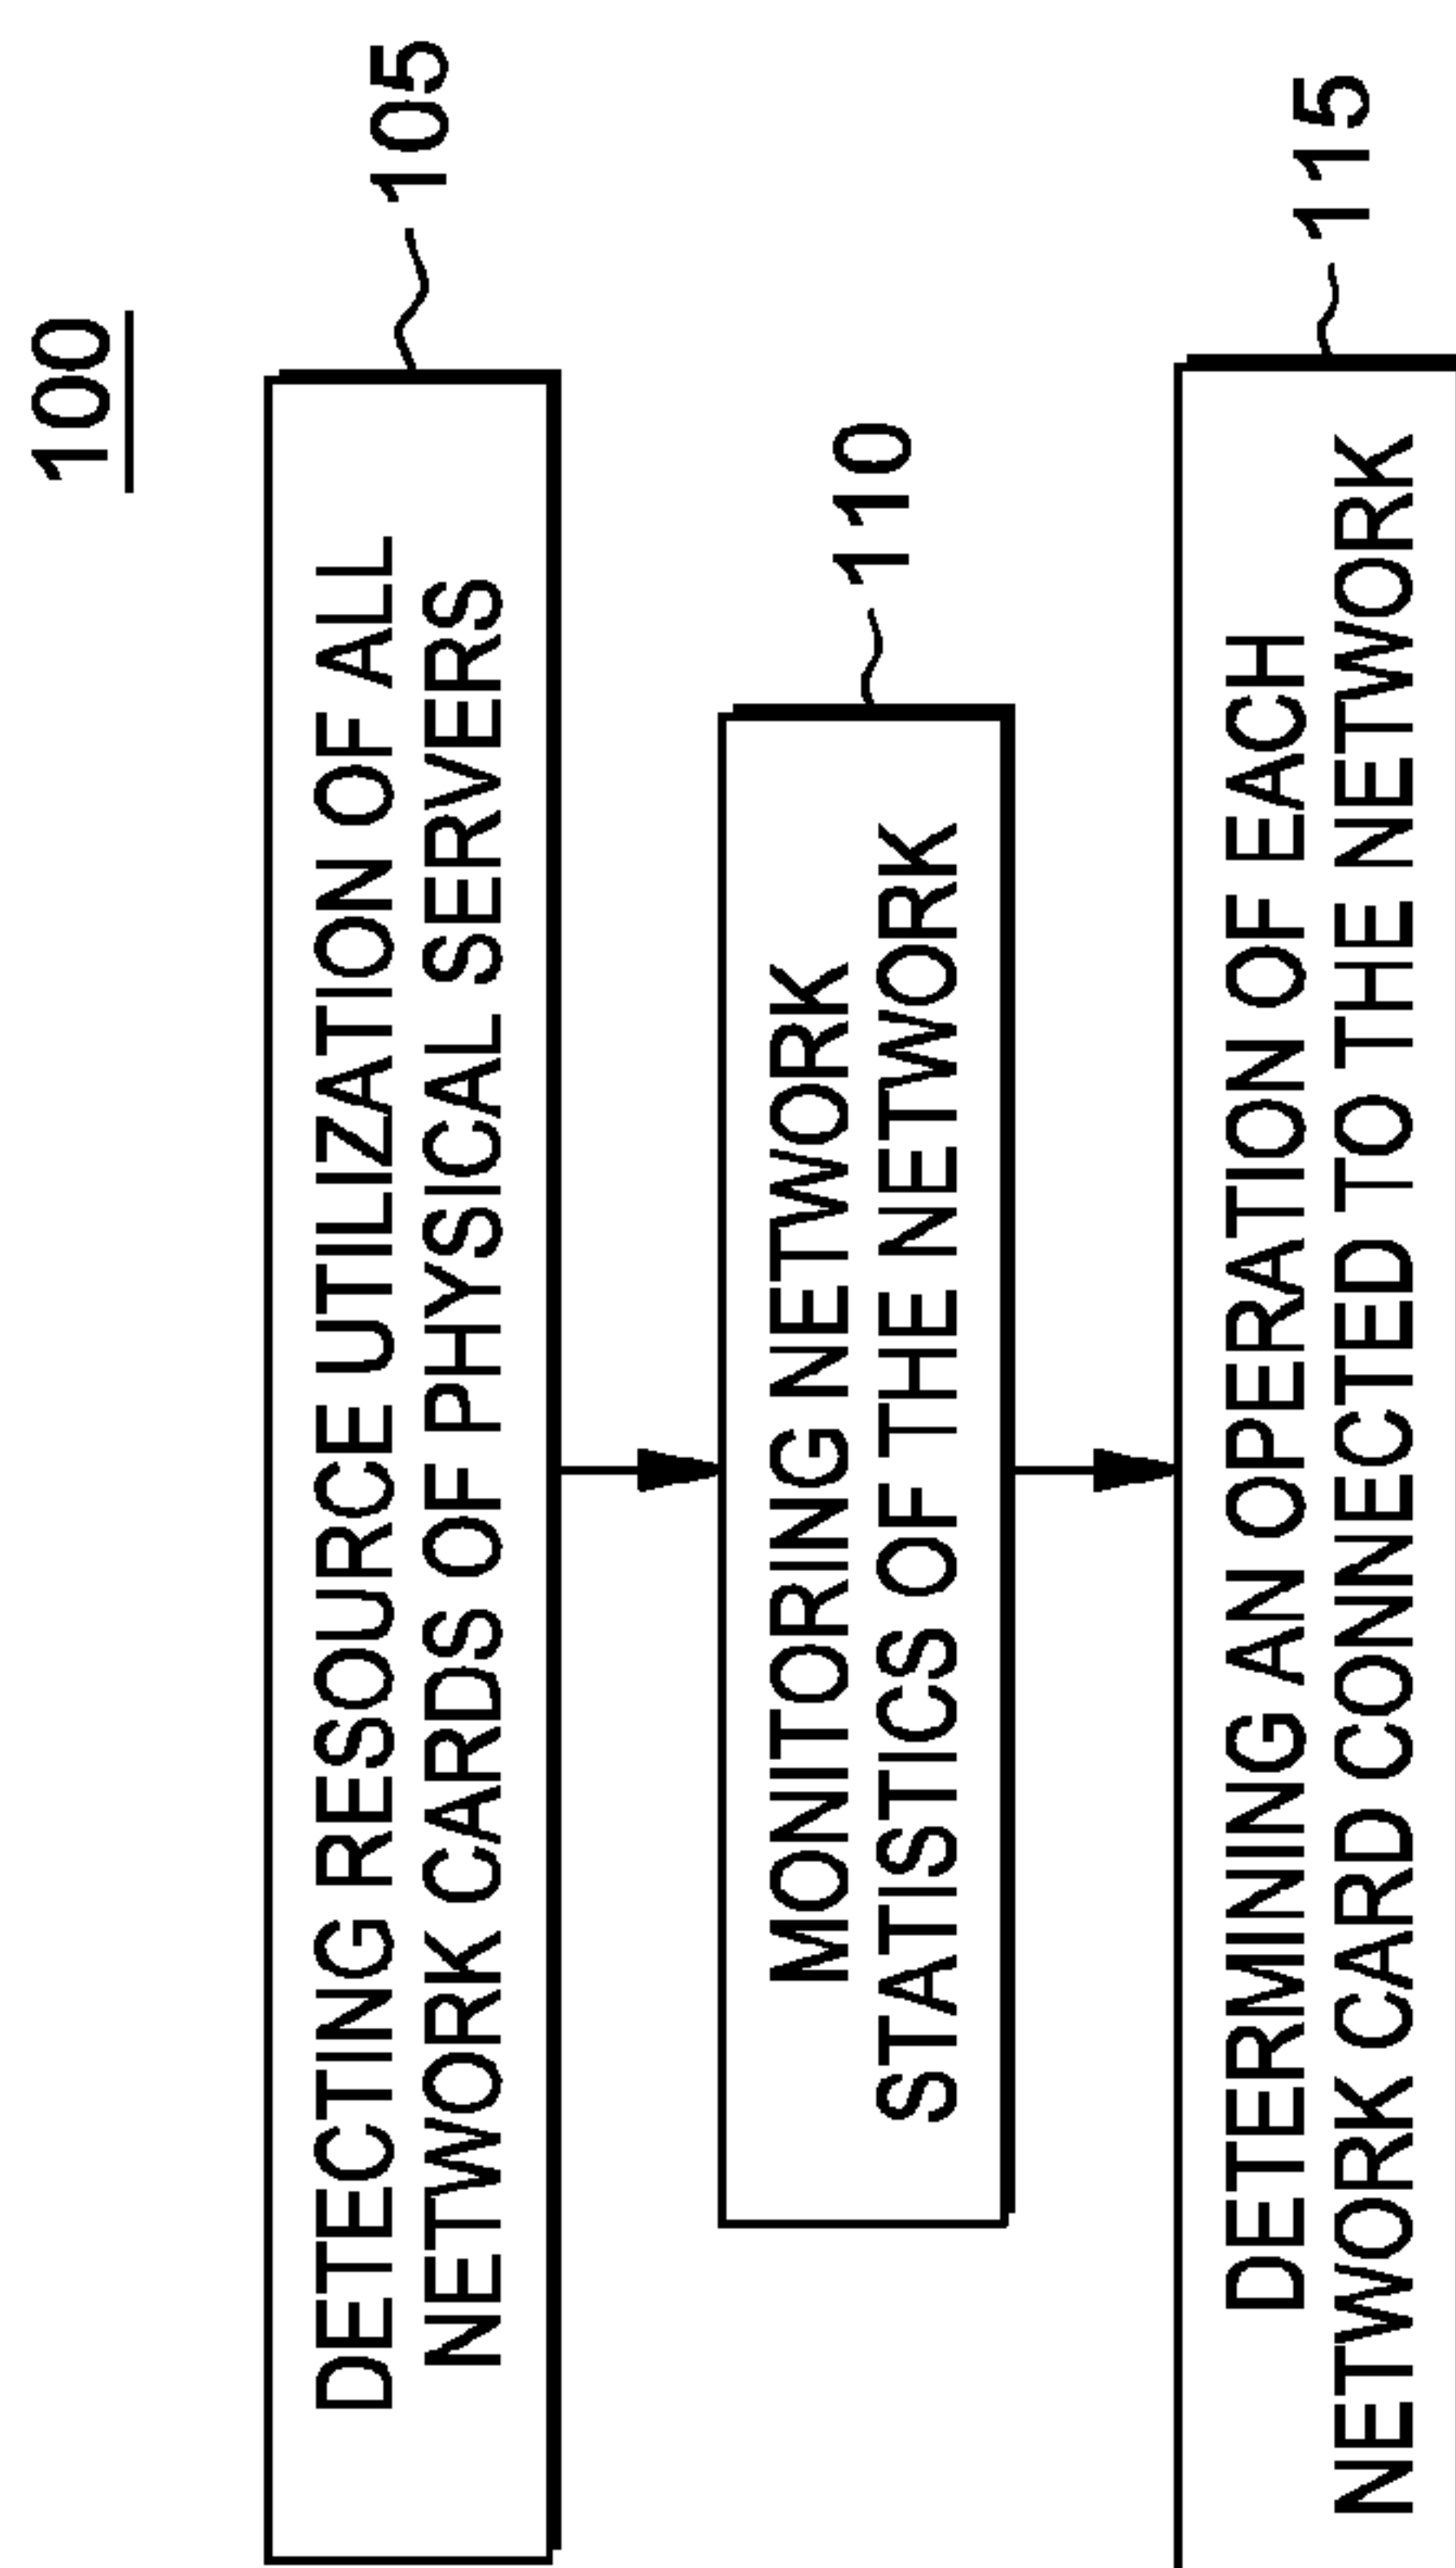 100
DETECTING RESOURCE UTILIZATION OF ALL
NETWORK CARDS OF PHYSICAL SERVERS
105
MONITORING NETWORK
STATISTICS OF THE NETWORK
110
DETERMINING AN OPERATION OF EACH
NETWORK CARD CONNECTED TO THE NETWORK
115